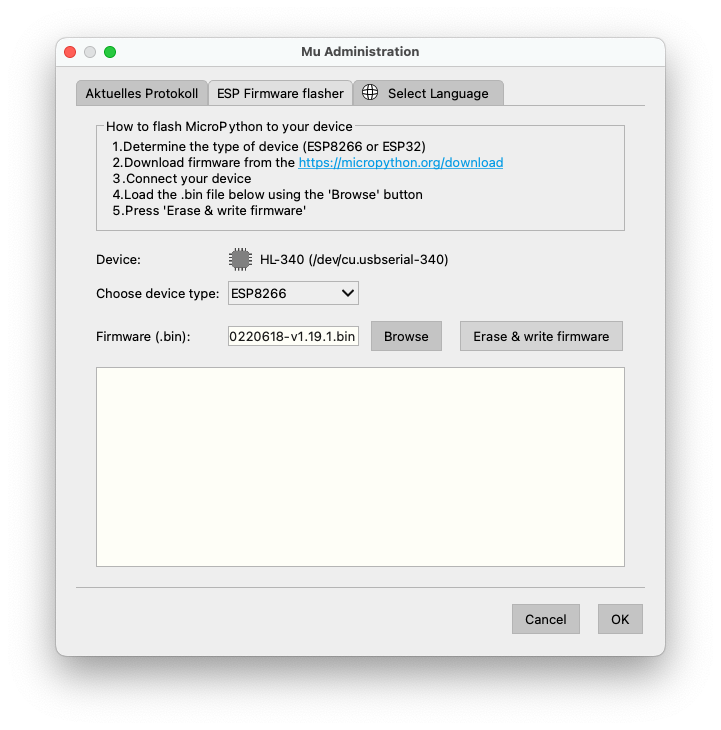 Mu Administration
Aktuelles Protokoll
ESP Firmware flasher
Select Language
How to flash MicroPython to your device
1.Determine the type of device (ESP8266 or ESP32)
2.Download firmware from the https://micropython.org/download
3.Connect your device
4.Load the .bin file below using the 'Browse' button
5.Press 'Erase & write firmware'
Device: HL-340 (/dev/cu.usbserial-340)
Choose device type: ESP8266
Firmware (.bin): 0220618-v1.19.1.bin Browse Erase & write firmware
Cancel OK